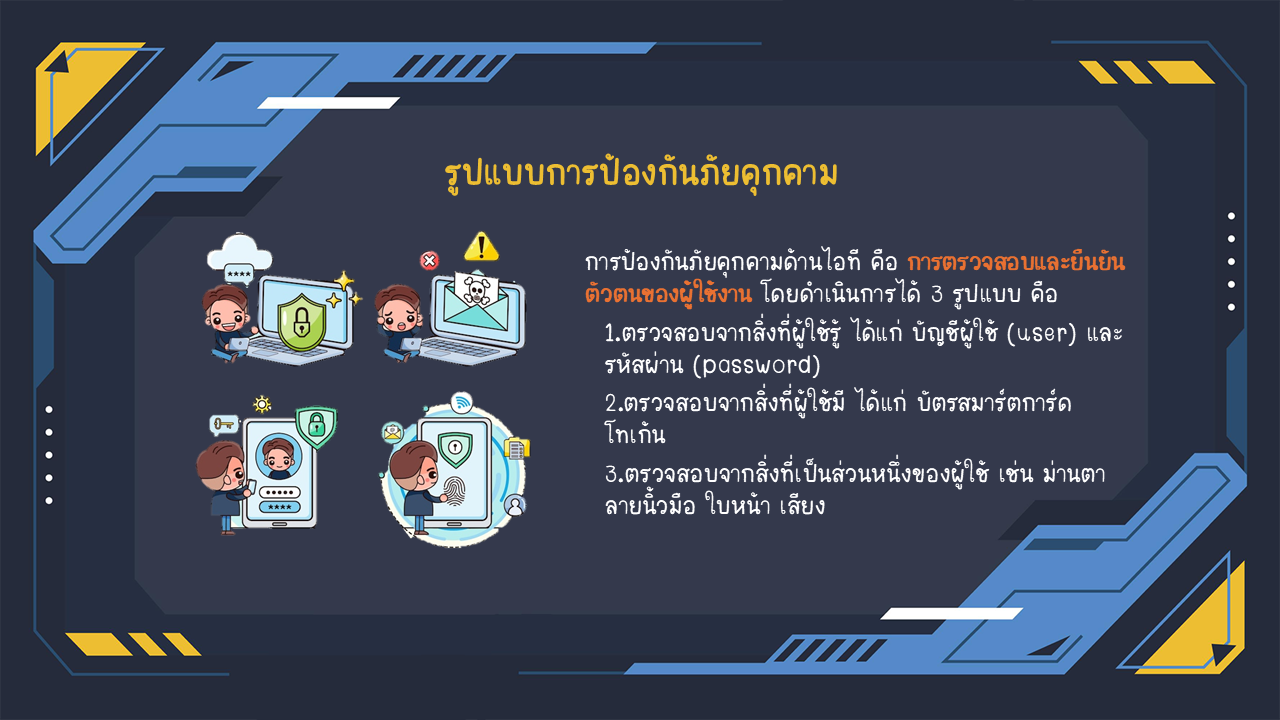 รูปแบบการป้องกันภัยคุกคาม
การป้องกันภัยคุกคามด้านไอที คือ การตรวจสอบและยืนยัน
ตัวตนของผู้ใช้งาน โดยดำเนินการได้ 3 รูปแบบ คือ
1.ตรวจสอบจากสิ่งที่ผู้ใช้รู้ ได้แก่ บัญชีผู้ใช้ (user) และ
รหัสผ่าน (password)
2.ตรวจสอบจากสิ่งที่ผู้ใช้มี ได้แก่ บัตรสมาร์ตการ์ด
โทเก้น
3.ตรวจสอบจากสิ่งที่เป็นส่วนหนึ่งของผู้ใช้ เช่น ม่านตา
ลายนิ้วมือ ใบหน้า เสียง